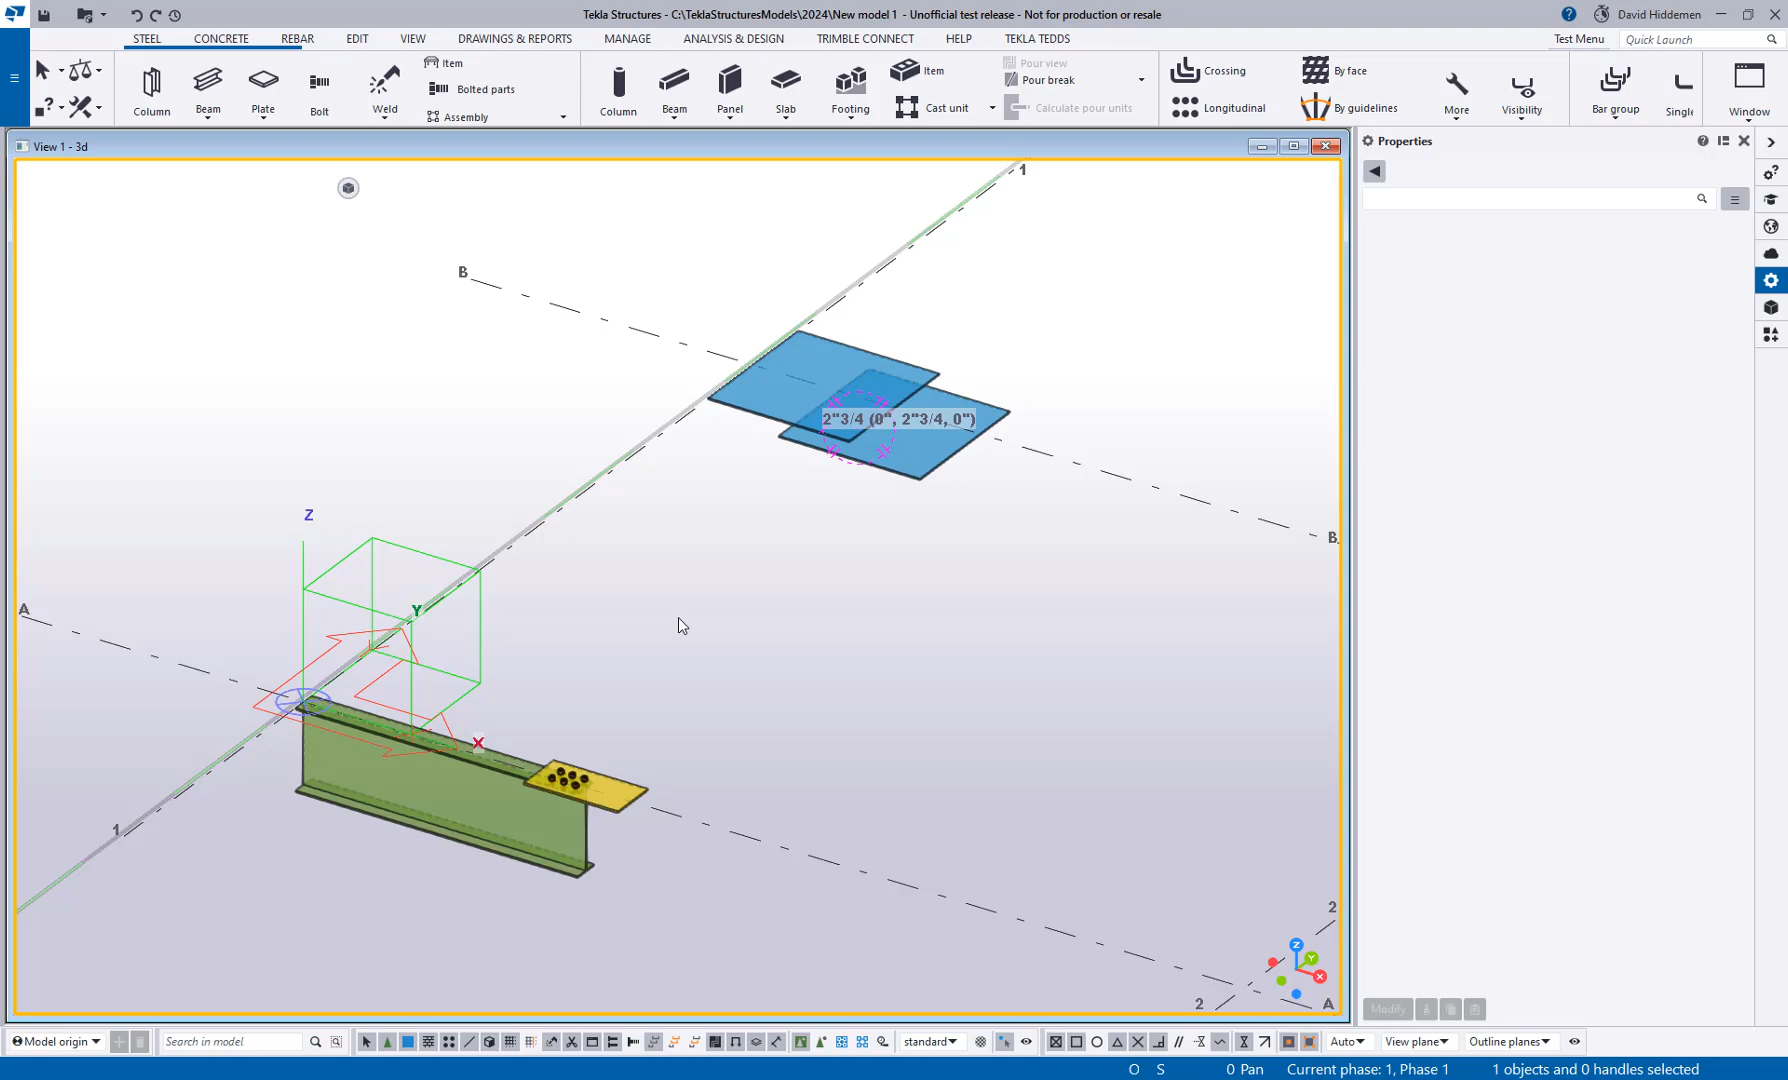 Tekla Structures - C:\TeklaStructuresModels\2024\New model 1 - Unofficial test release - Not for production or resale
David Hiddemen
STEEL CONCRETE REBAR EDIT VIEW DRAWINGS & REPORTS MANAGE ANALYSIS & DESIGN TRIMBLE CONNECT HELP TEKLA TEDDS
Test Menu Quick Launch
Column Beam Plate Bolt Weld
Item
Bolted parts
Assembly
Column Beam Panel Slab Footing
Item
Cast unit
Pour view
Pour break
Calculate pour units
Crossing
Longitudinal
By face
By guidelines
More Visibility Bar group Single Window
View 1 - 3d
Properties
1
B
2"3/4 (0", 2"3/4, 0")
Z
B
A
Y
X
1
2
Z
Y
X
2
A
Modify
Model origin Search in model standard Auto View plane Outline planes
O S 0 Pan Current phase: 1, Phase 1 1 objects and 0 handles selected